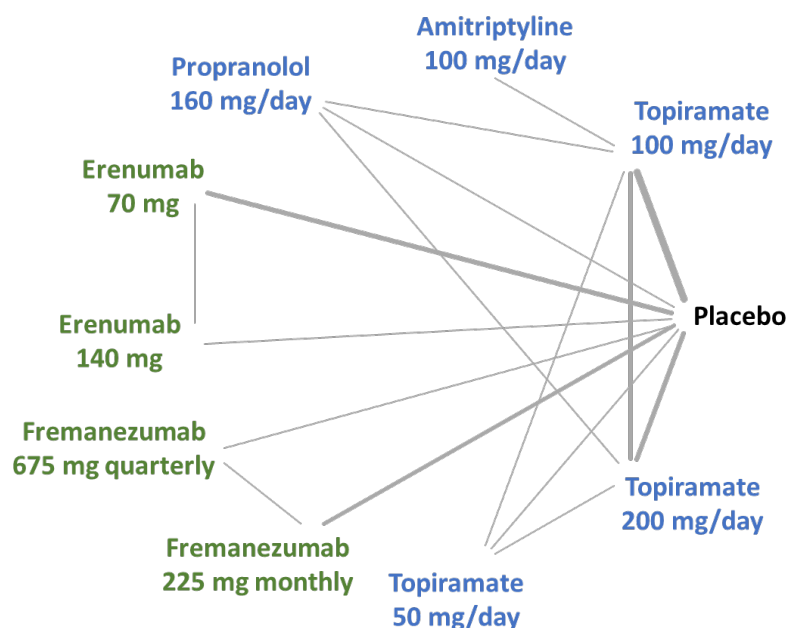 Amitriptyline
100 mg/day
Propranolol
160 mg/day
Topiramate
100 mg/day
Erenumab
70 mg
Placebo
Erenumab
140 mg
Fremanezumab
675 mg quarterly
Topiramate
200 mg/day
Fremanezumab
225 mg monthly
Topiramate
50 mg/day